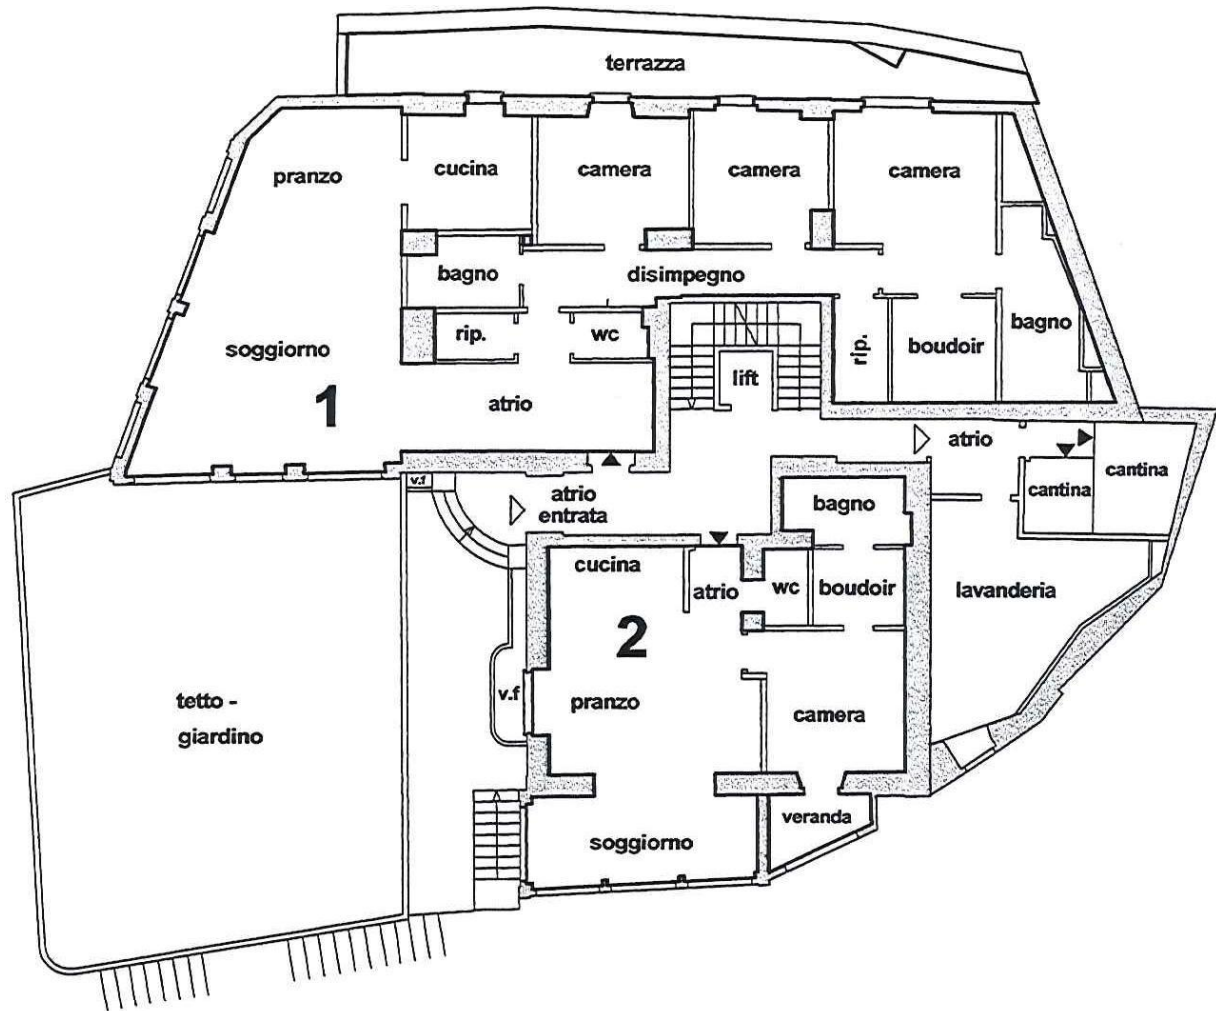 terrazza
pranzo
cucina
camera
camera
camera
bagno
disimpegno
rip.
wc
soggiorno
lift
rip.
boudoir
bagno
1
atrio
atrio
cantina
cantina
v.f
atrio
entrata
bagno
cucina
atrio
wc
boudoir
lavanderia
2
v.f
pranzo
camera
tetto -
giardino
veranda
soggiorno